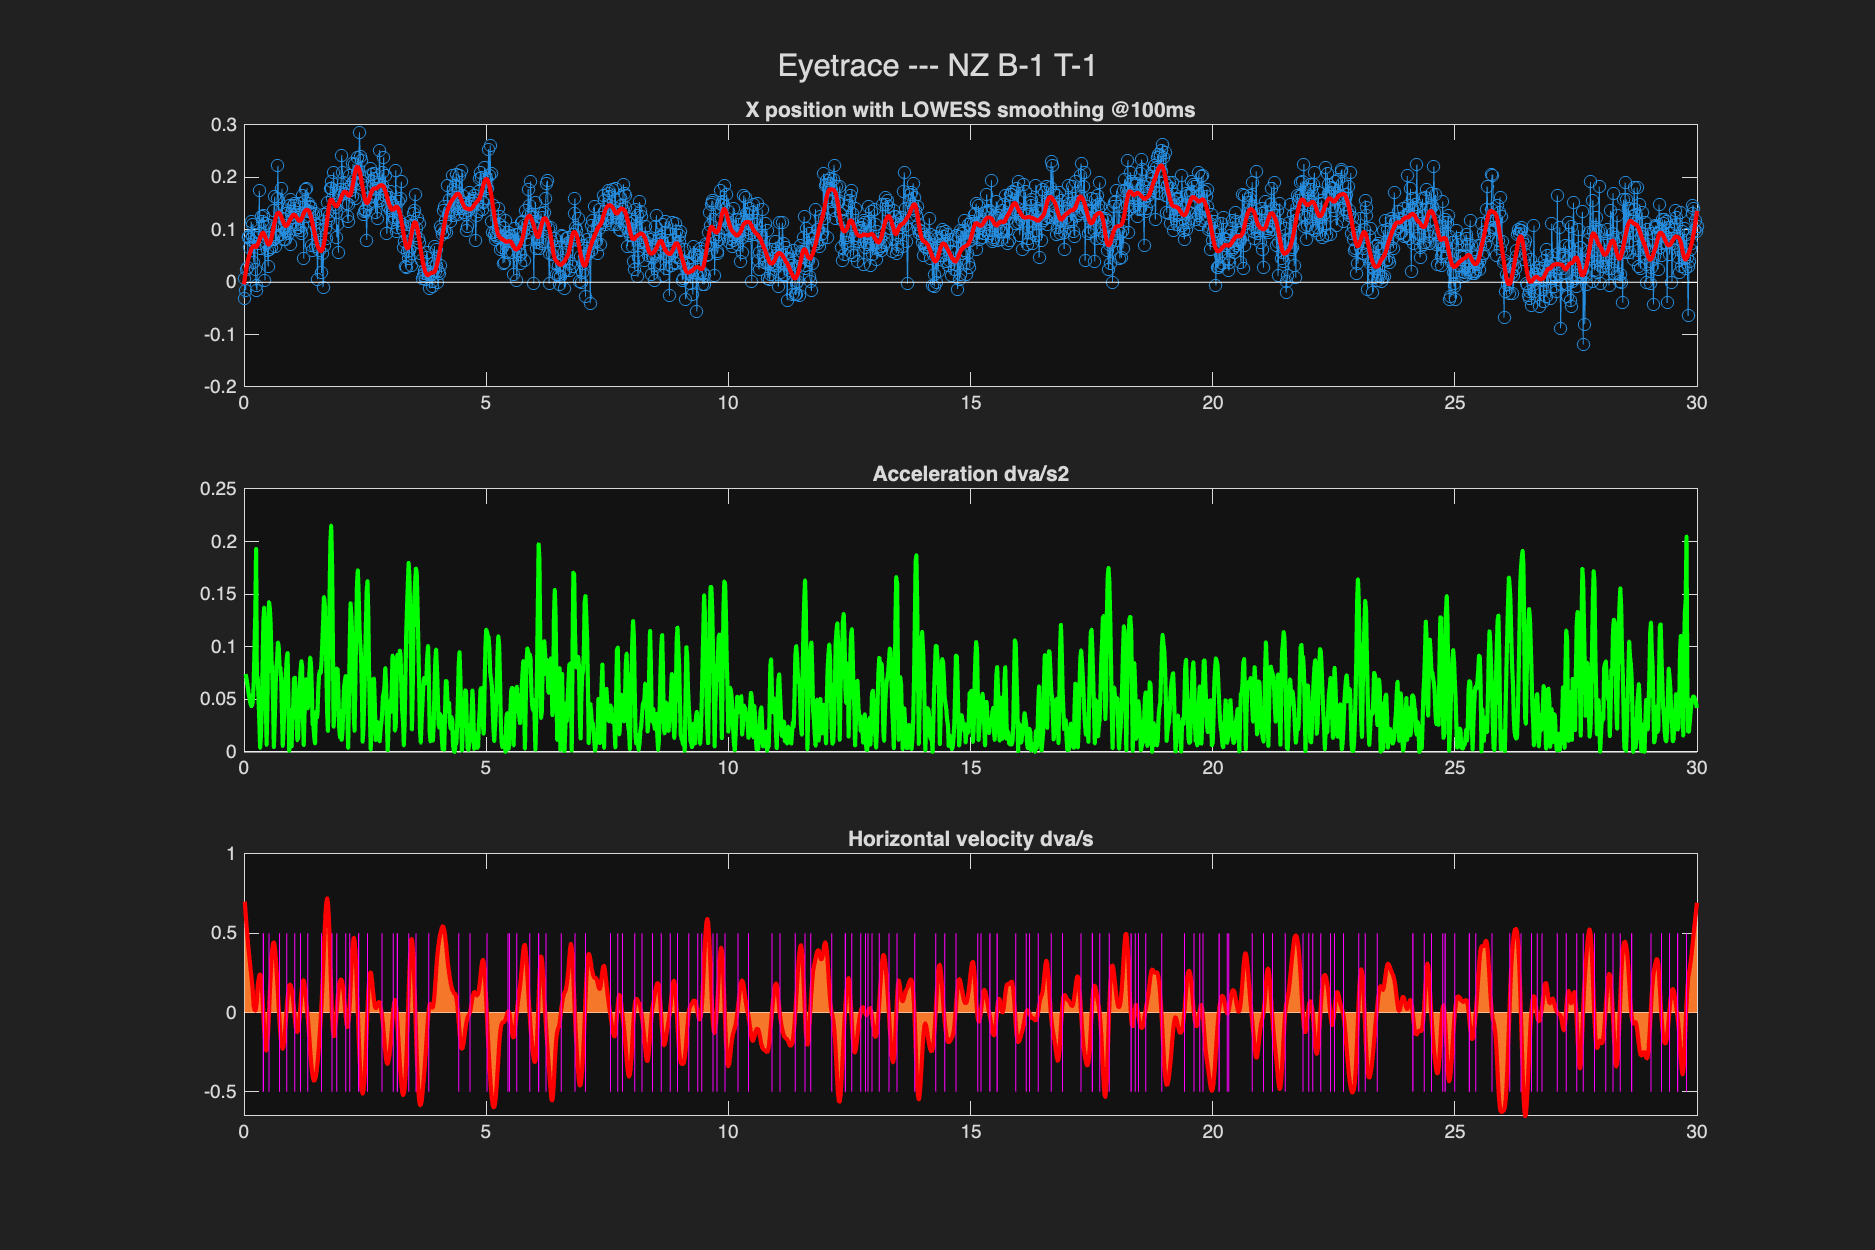 Eyetrace --- NZ B-1 T-1
X position with LOWESS smoothing @100ms
0.3
0.2
0.1
0
-0.1
-0.2
0 5 10 15 20 25 30
Acceleration dva/s2
0.25
0.2
0.15
0.1
0.05
0
0 5 10 15 20 25 30
Horizontal velocity dva/s
1
0.5
0
-0.5
0 5 10 15 20 25 30